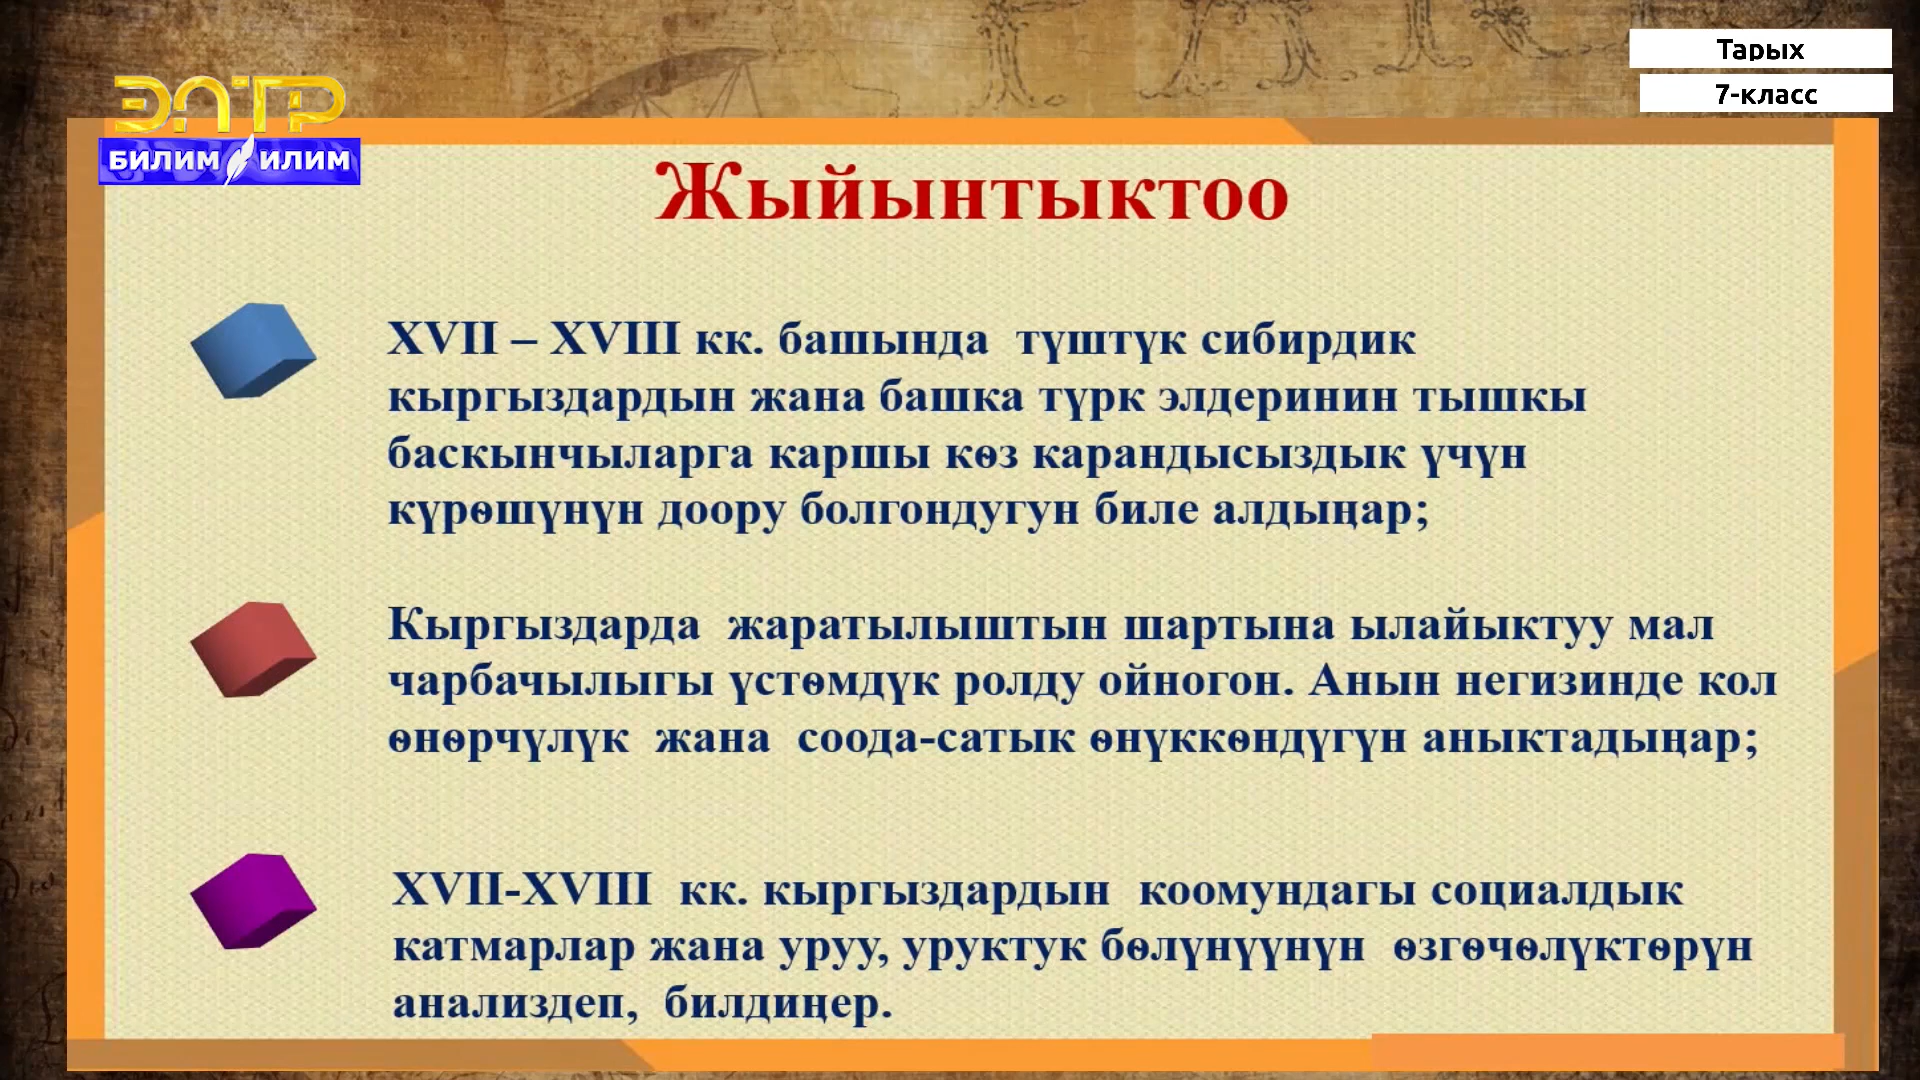 Тарых
7-класс
ЭЛТР
БИЛИМ ИЛИМ
Жыйынтыктоо
XVII – XVIII кк. башында түштүк сибирдик
кыргыздардын жана башка түрк элдеринин тышкы
баскынчыларга каршы көз карандысыздык үчүн
күрөшүнүн доору болгондугун биле алдыңар;
Кыргыздарда жаратылыштын шартына ылайыктуу мал
чарбачылыгы үстөмдүк ролду ойногон. Анын негизинде кол
өнөрчүлүк жана соода-сатык өнүккөндүгүн аныктадыңар;
XVII-XVIII кк. кыргыздардын коомундагы социалдык
катмарлар жана уруу, уруктук бөлүнүүнүн өзгөчөлүктөрүн
анализдеп, билдиңер.